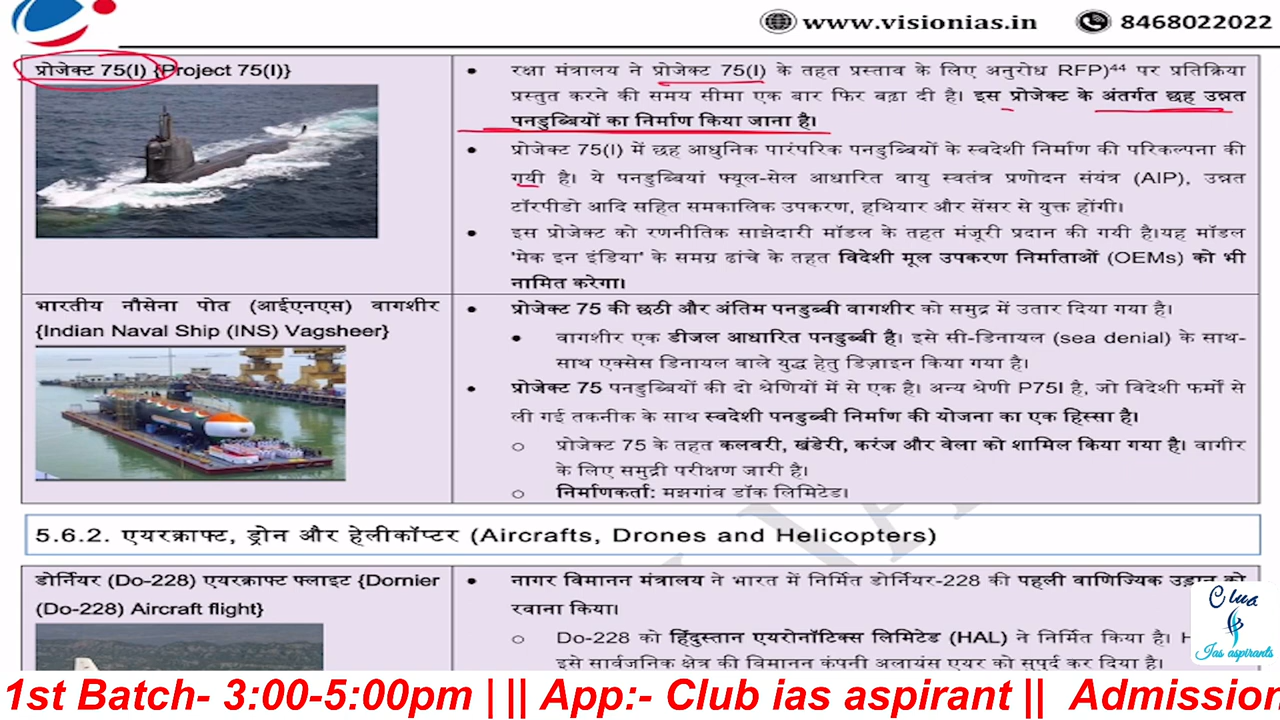 www.visionias.in 8468022022
प्रोजेक्ट 75(I) {Project 75(I)}
रक्षा मंत्रालय ने प्रोजेक्ट 75(I) के तहत प्रस्ताव के लिए अनुरोध RFP)44 पर प्रतिक्रिया
प्रस्तुत करने की समय सीमा एक बार फिर बढ़ा दी है। इस प्रोजेक्ट के अंतर्गत छह उन्नत
पनडुब्बियों का निर्माण किया जाना है।
प्रोजेक्ट 75(I) में छह आधुनिक पारंपरिक पनडुब्बियों के स्वदेशी निर्माण की परिकल्पना की
गयी है। ये पनडुब्बियां फ्यूल-सेल आधारित वायु स्वतंत्र प्रणोदन संयंत्र (AIP), उन्नत
टॉरपीडो आदि सहित समकालिक उपकरण, हथियार और सेंसर से युक्त होंगी।
इस प्रोजेक्ट को रणनीतिक साझेदारी मॉडल के तहत मंजूरी प्रदान की गयी है।यह मॉडल
'मेक इन इंडिया' के समग्र ढांचे के तहत विदेशी मूल उपकरण निर्माताओं (OEMs) को भी
नामित करेगा।
भारतीय नौसेना पोत (आईएनएस) वागशीर
{Indian Naval Ship (INS) Vagsheer}
प्रोजेक्ट 75 की छठी और अंतिम पनडुब्बी वागशीर को समुद्र में उतार दिया गया है।
वागशीर एक डीजल आधारित पनडुब्बी है। इसे सी-डिनायल (sea denial) के साथ-
साथ एक्सेस डिनायल वाले युद्ध हेतु डिज़ाइन किया गया है।
प्रोजेक्ट 75 पनडुब्बियों की दो श्रेणियों में से एक है। अन्य श्रेणी P75I है, जो विदेशी फर्मों से
ली गई तकनीक के साथ स्वदेशी पनडुब्बी निर्माण की योजना का एक हिस्सा है।
प्रोजेक्ट 75 के तहत कलवरी, खंडेरी, करंज और वेला को शामिल किया गया है। वागीर
के लिए समुद्री परीक्षण जारी है।
निर्माणकर्ता: मझगांव डॉक लिमिटेड।
5.6.2. एयरक्राफ्ट, ड्रोन और हेलीकॉप्टर (Aircrafts, Drones and Helicopters)
डोर्नियर (Do-228) एयरक्राफ्ट फ्लाइट {Dornier
(Do-228) Aircraft flight}
नागर विमानन मंत्रालय ने भारत में निर्मित डोर्नियर-228 की पहली वाणिज्यिक उड़ान को
रवाना किया।
Do-228 को हिंदुस्तान एयरोनॉटिक्स लिमिटेड (HAL) ने निर्मित किया है।
इसे सार्वजनिक क्षेत्र की विमानन कंपनी अलायंस एयर को सुपुर्द कर दिया है।
Club
Ias aspirants
1st Batch- 3:00-5:00pm | || App:- Club ias aspirant || Admission